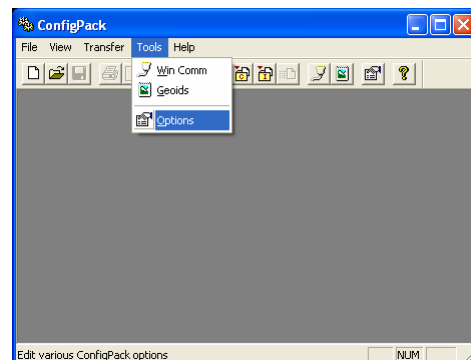 ConfigPack
File View Transfer Tools Help
Win Comm
Geoids
Options
Edit various ConfigPack options NUM